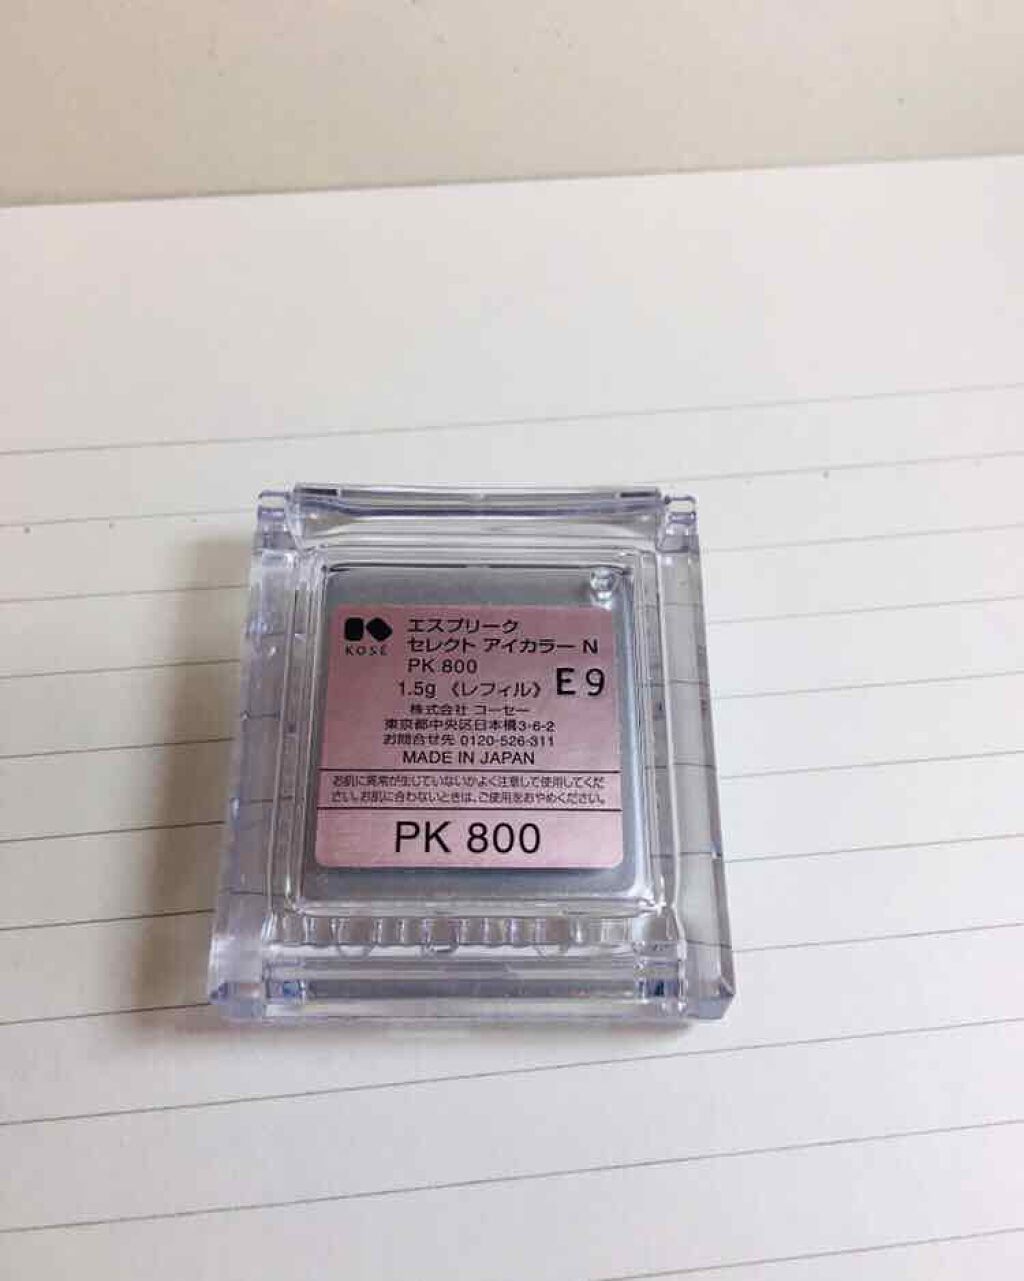 KOSÉ
エスプリーク
セレクト アイカラー N
PK 800
1.5g 《レフィル》 E9
株式会社 コーセー
東京都中央区日本橋3-6-2
お問合せ先 0120-526-311
MADE IN JAPAN
お肌に異常が生じていないかよく注意して使用してくだ
さい。お肌に合わないときは、ご使用をおやめください。
PK 800